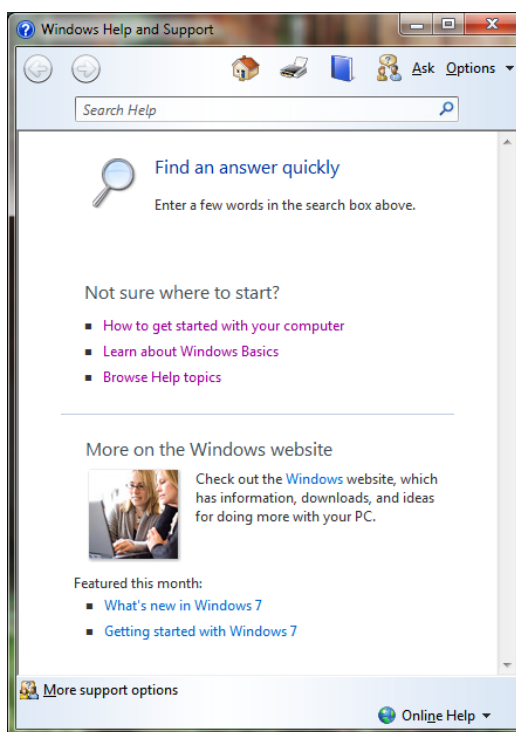 Windows Help and Support
Ask Options
Search Help
Find an answer quickly
Enter a few words in the search box above.
Not sure where to start?
How to get started with your computer
Learn about Windows Basics
Browse Help topics
More on the Windows website
Check out the Windows website, which
has information, downloads, and ideas
for doing more with your PC.
Featured this month:
What's new in Windows 7
Getting started with Windows 7
More support options
Online Help